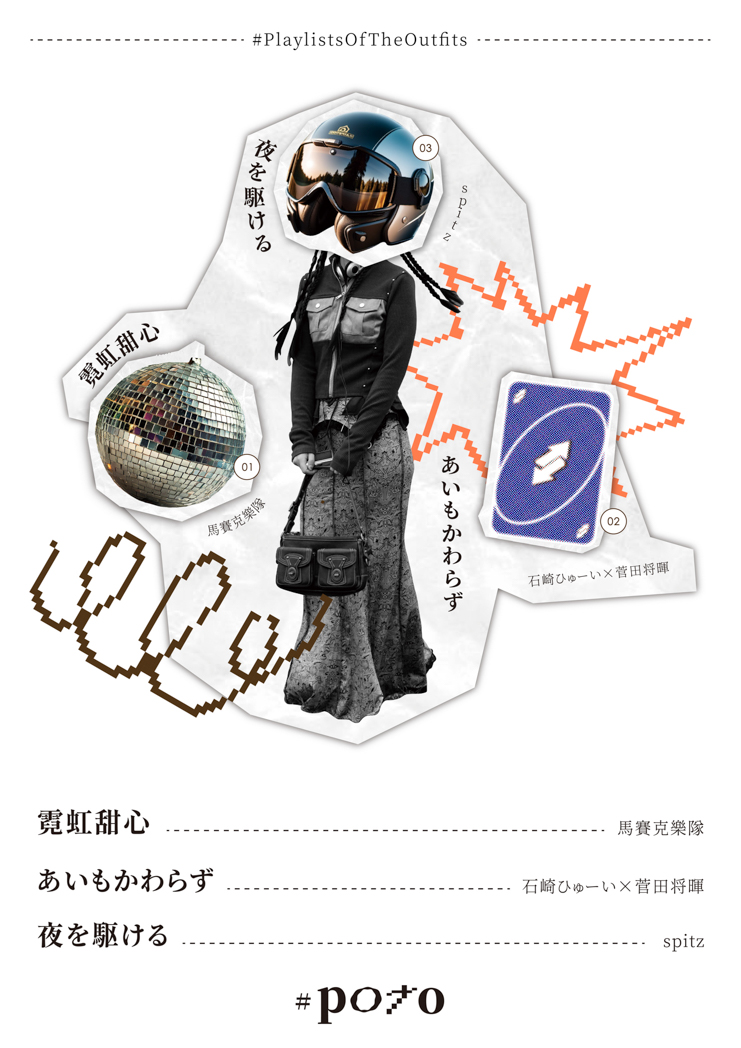 #PlaylistsOfTheOutfits
夜を駆ける
03
spitz
霓虹甜心
01
馬賽克樂隊
あいもかわらず
02
石崎ひゅーい×菅田将暉
霓虹甜心 馬賽克樂隊
あいもかわらず 石崎ひゅーい×菅田将暉
夜を駆ける spitz
#poto